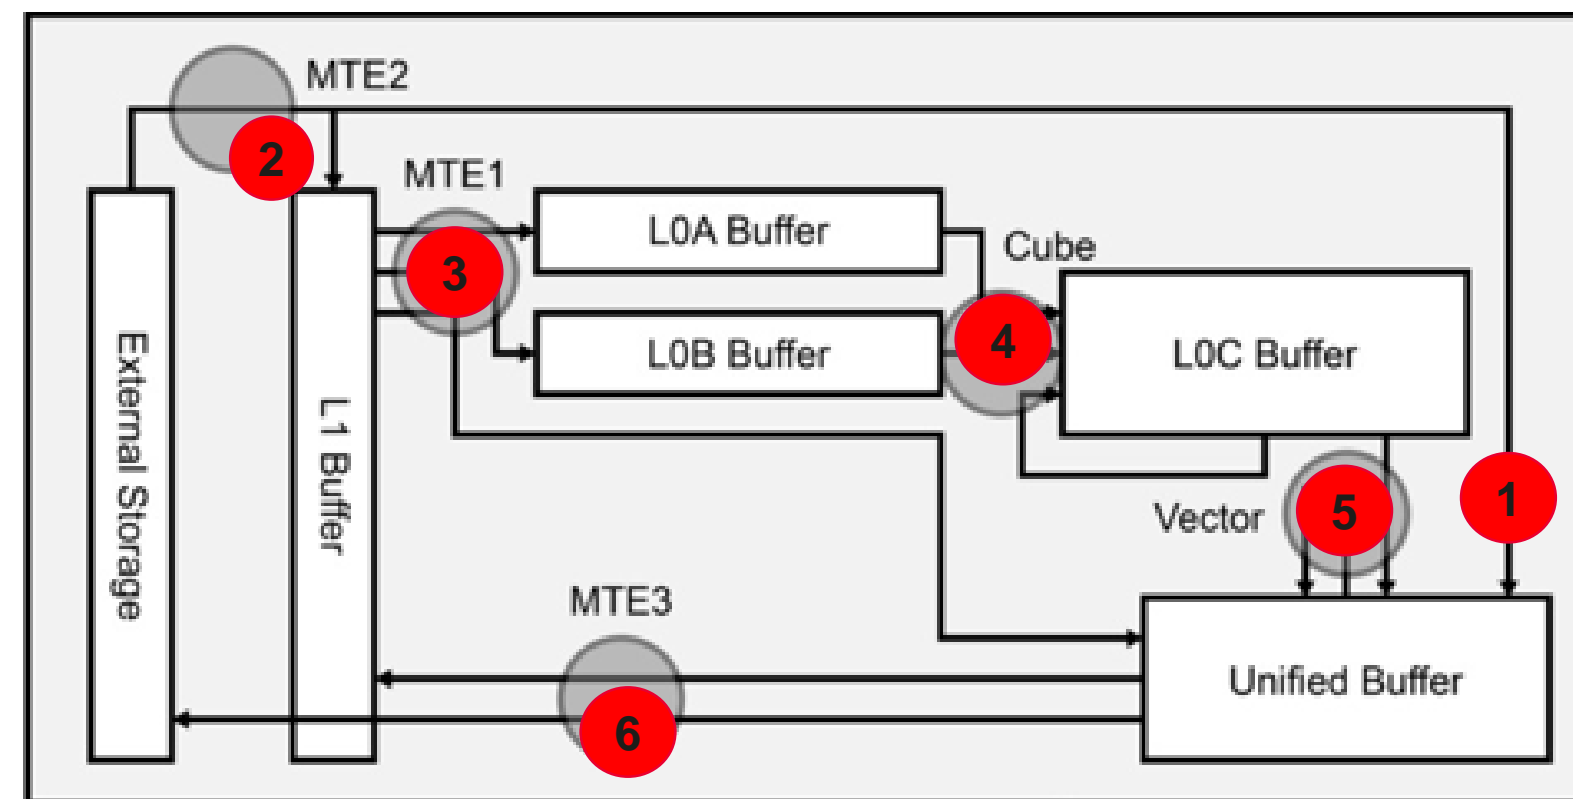 MTE2
2
MTE1
L0A Buffer
Cube
3
4
L0B Buffer
L0C Buffer
External Storage
L1 Buffer
Vector
5
1
MTE3
Unified Buffer
6